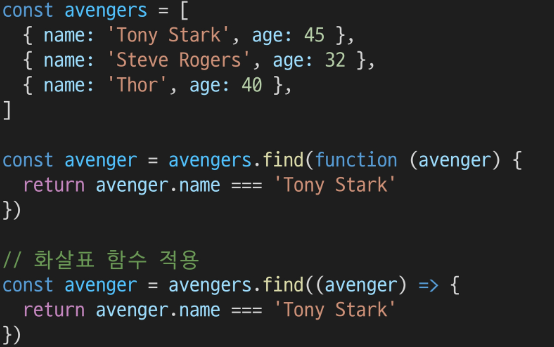 const avengers = [
  { name: 'Tony Stark', age: 45 },
  { name: 'Steve Rogers', age: 32 },
  { name: 'Thor', age: 40 },
]
const avenger = avengers.find(function (avenger) {
  return avenger.name === 'Tony Stark'
})
// 화살표 함수 적용
const avenger = avengers.find((avenger) => {
  return avenger.name === 'Tony Stark'
})